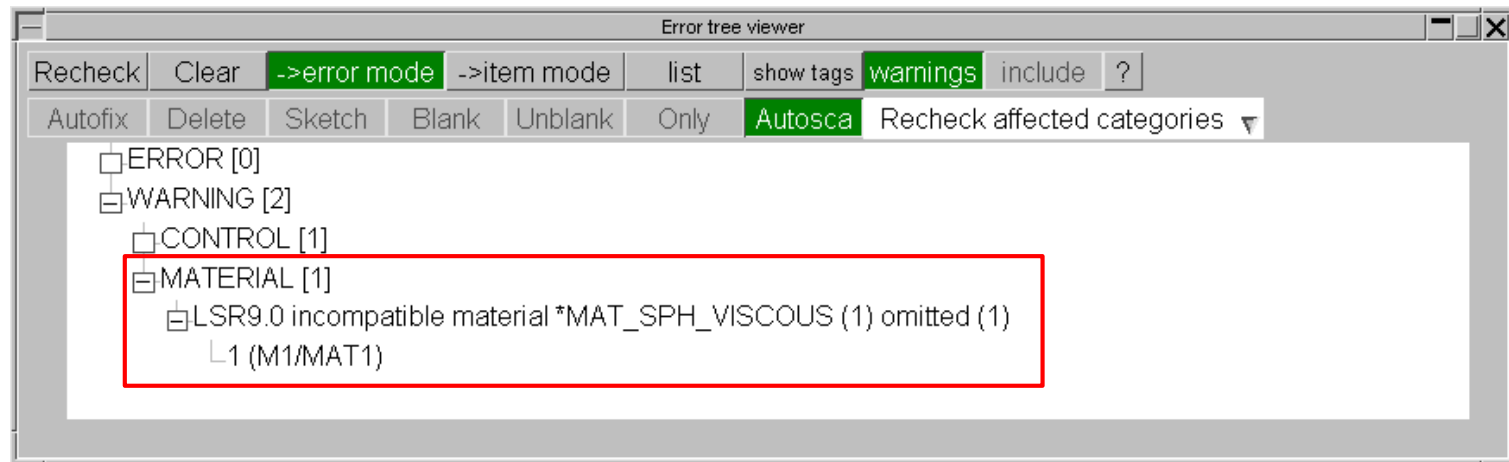 Error tree viewer
Recheck Clear ->error mode ->item mode list show tags warnings include ?
Autofix Delete Sketch Blank Unblank Only Autosca Recheck affected categories
ERROR [0]
WARNING [2]
CONTROL [1]
MATERIAL [1]
LSR9.0 incompatible material *MAT_SPH_VISCOUS (1) omitted (1)
1 (M1/MAT1)